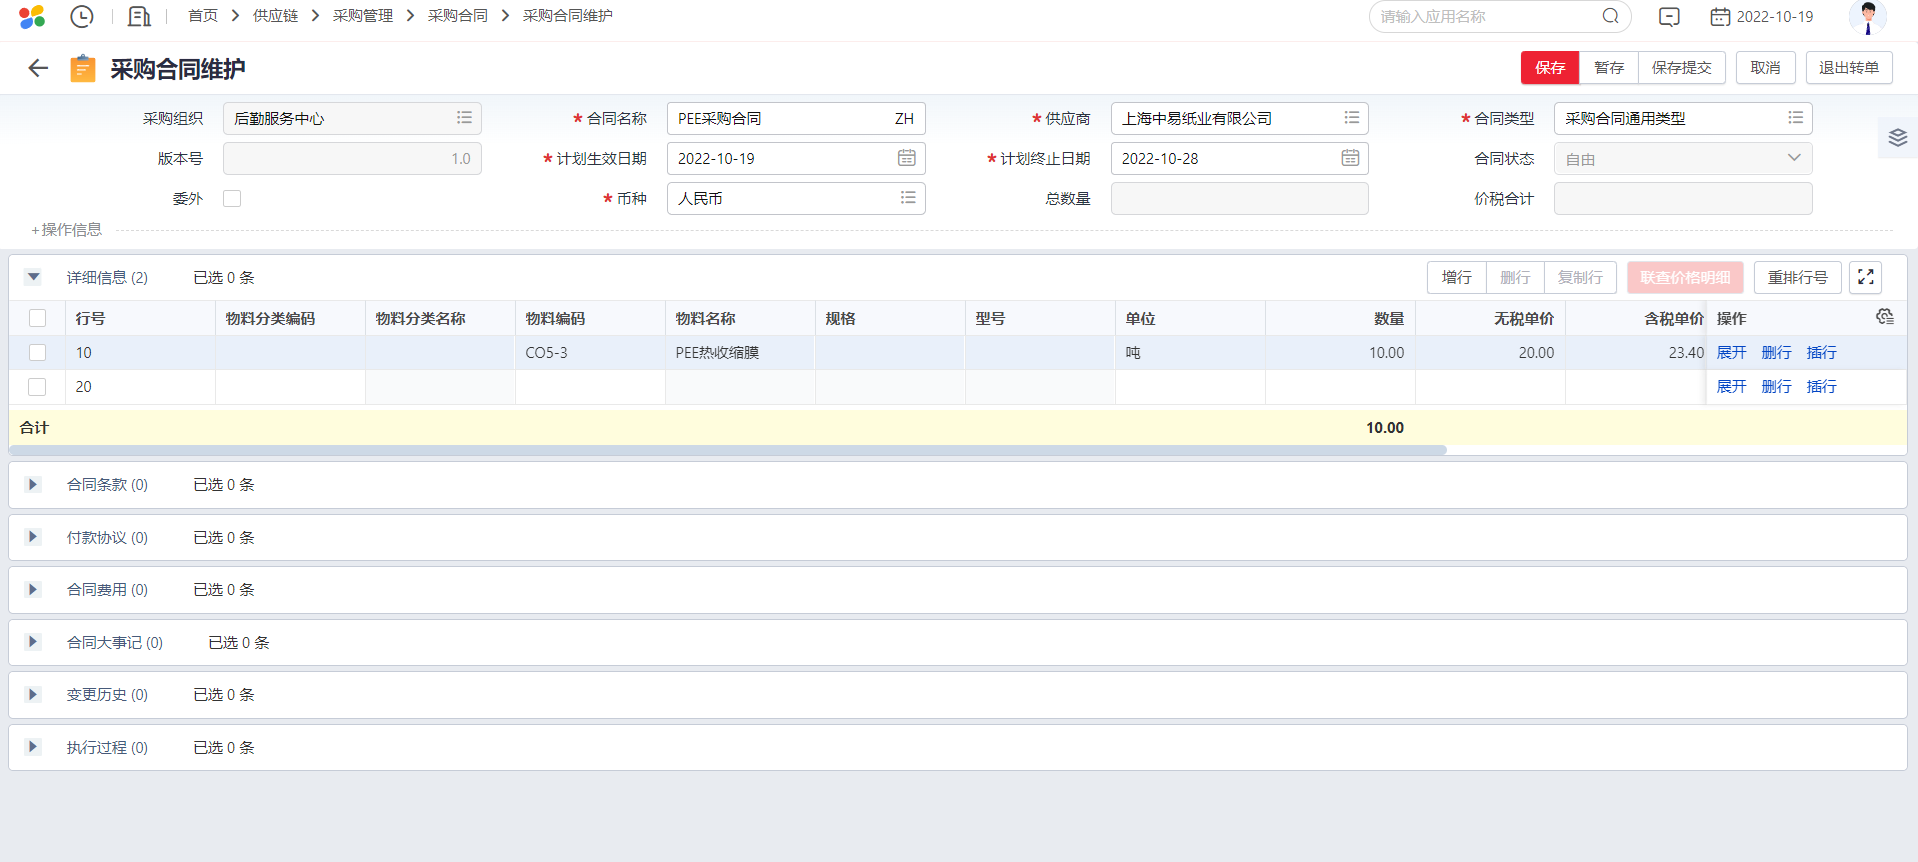 首页 > 供应链 > 采购管理 > 采购合同 > 采购合同维护 请输入应用名称 2022-10-19
采购合同维护 保存 暂存 保存提交 取消 退出转单
采购组织 后勤服务中心 * 合同名称 PEE采购合同 ZH * 供应商 上海中易纸业有限公司 * 合同类型 采购合同通用类型
版本号 1.0 * 计划生效日期 2022-10-19 * 计划终止日期 2022-10-28 合同状态 自由
委外 * 币种 人民币 总数量 价税合计
+操作信息
详细信息 (2) 已选 0 条 增行 删行 复制行 联查价格明细 重排行号
行号 物料分类编码 物料分类名称 物料编码 物料名称 规格 型号 单位 数量 无税单价 含税单价 操作
10 CO5-3 PEE热收缩膜 吨 10.00 20.00 23.40 展开 删行 插行
20 展开 删行 插行
合计 10.00
合同条款 (0) 已选 0 条
付款协议 (0) 已选 0 条
合同费用 (0) 已选 0 条
合同大事记 (0) 已选 0 条
变更历史 (0) 已选 0 条
执行过程 (0) 已选 0 条